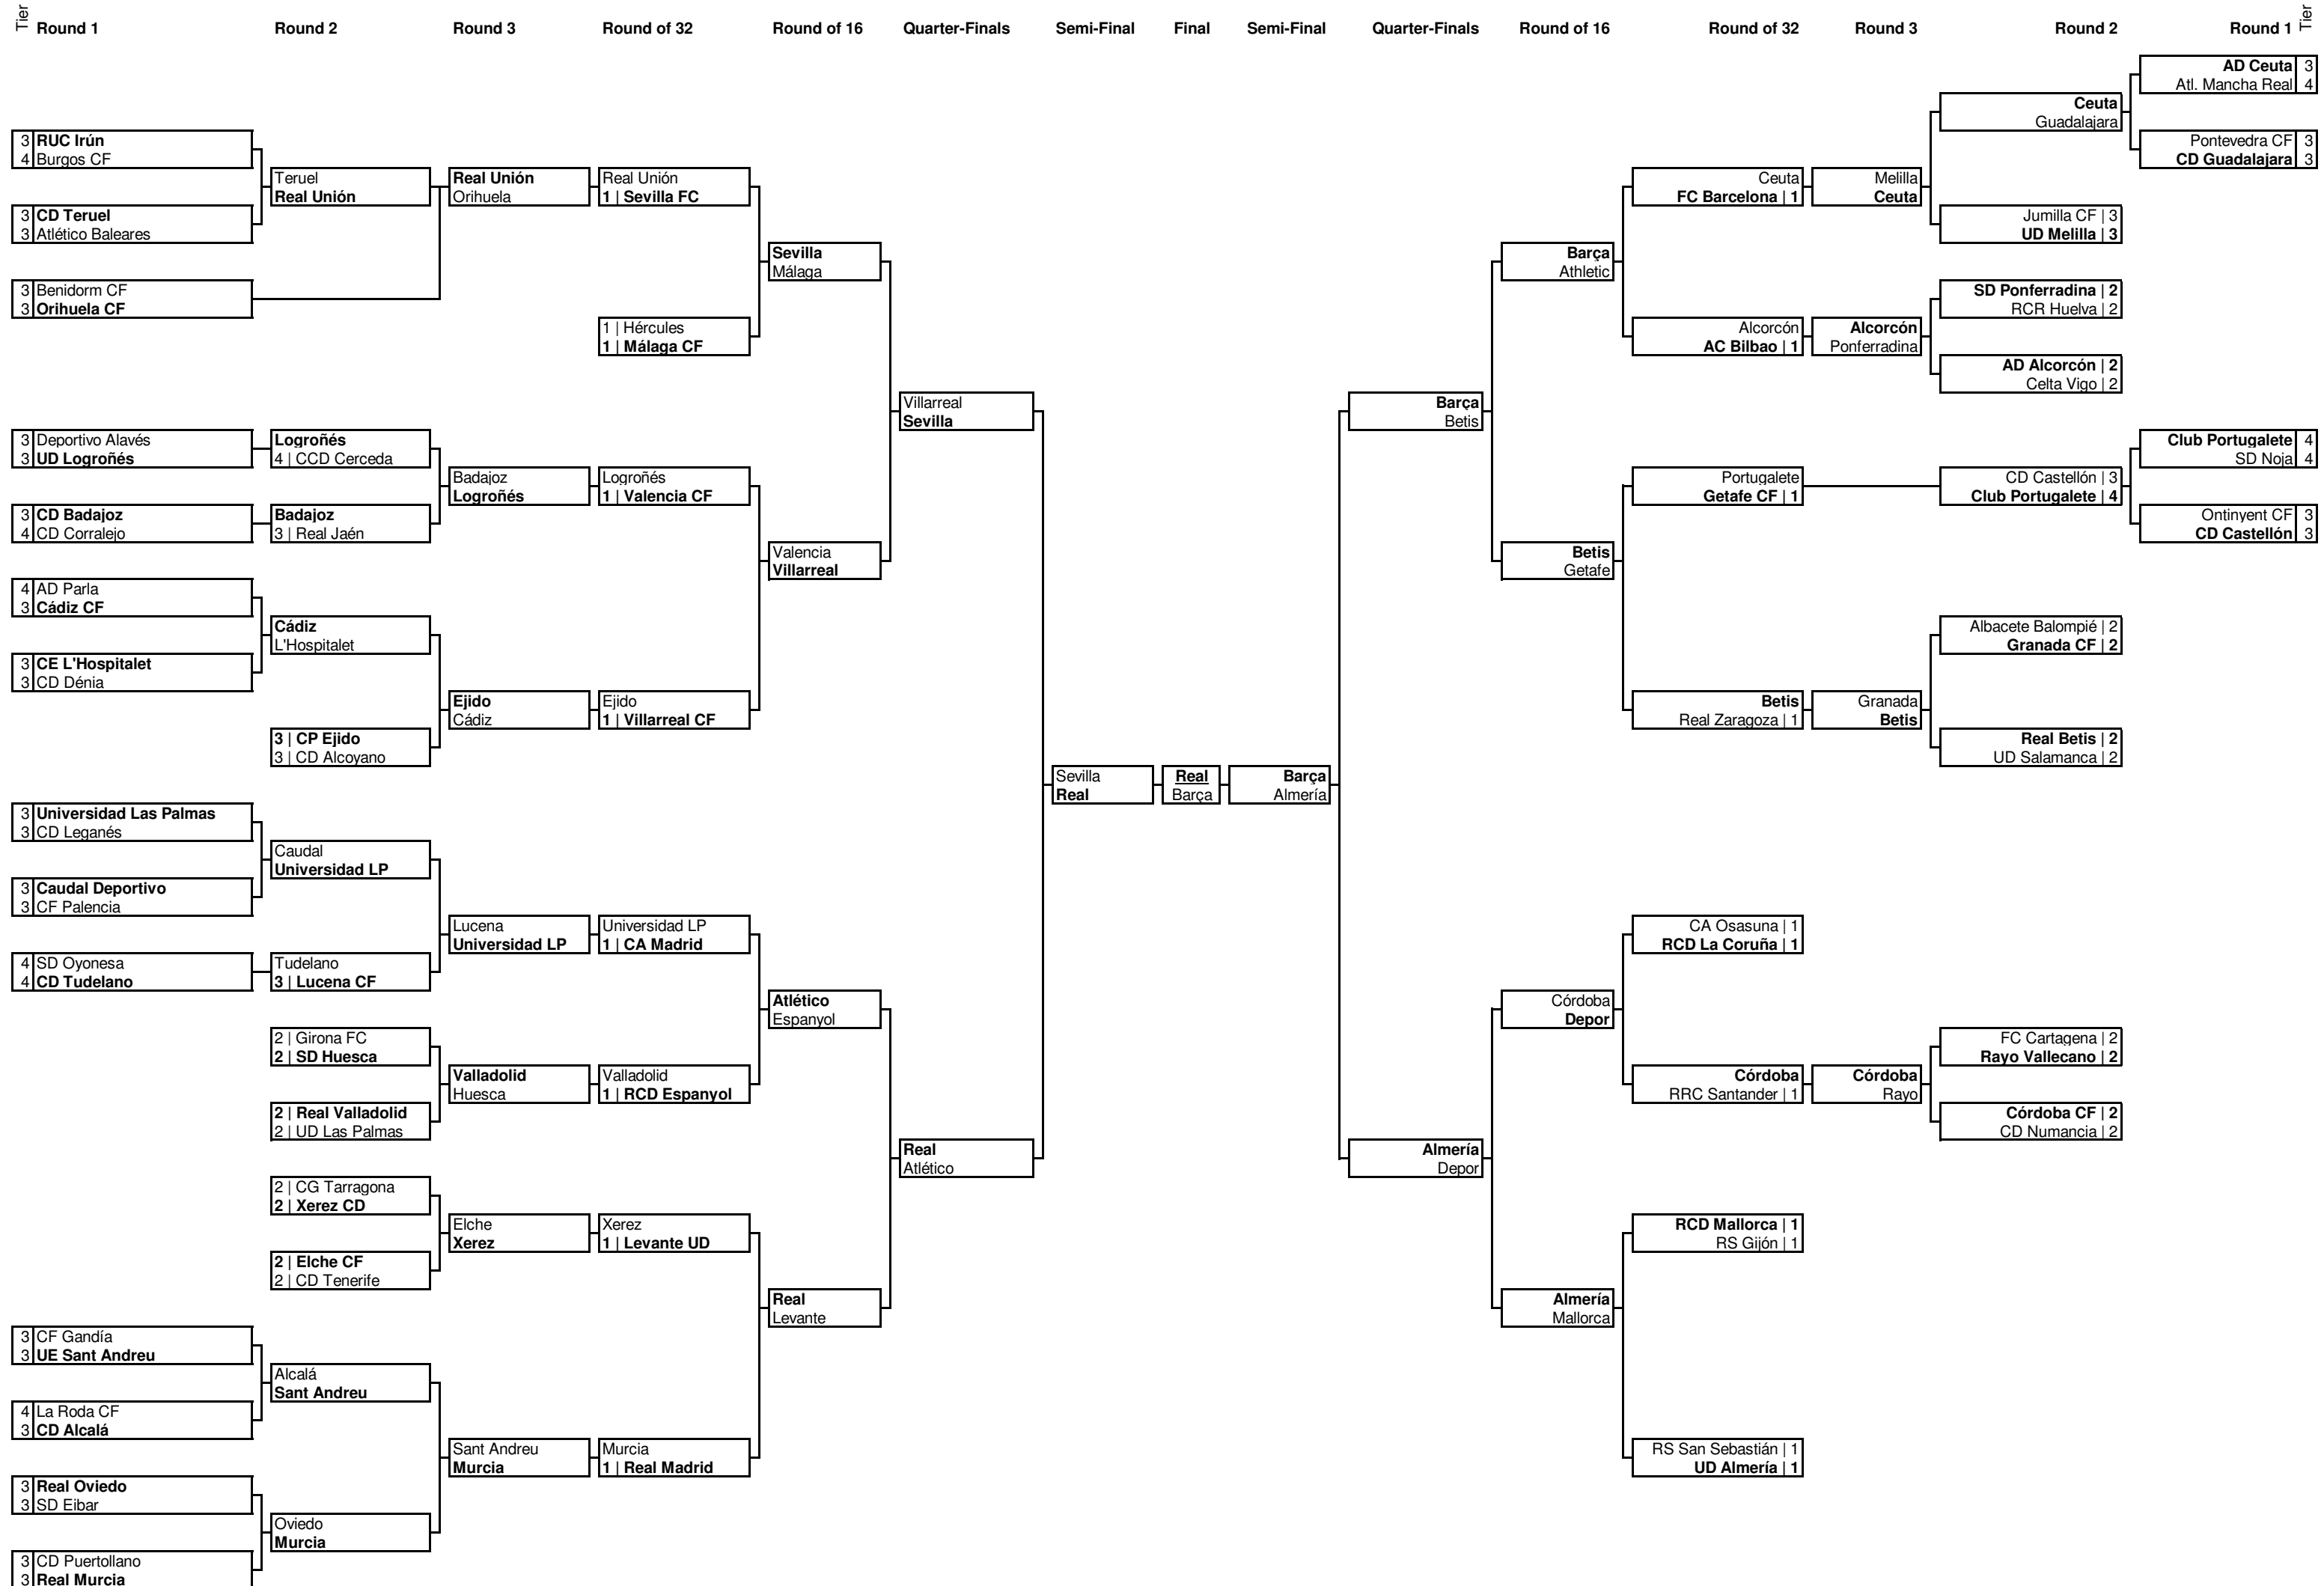 Tier Round 1 Round 2 Round 3 Round of 32 Round of 16 Quarter-Finals Semi-Final Final Semi-Final Quarter-Finals Round of 16 Round of 32 Round 3 Round 2 Round 1 Tier
3 RUC Irún
4 Burgos CF
3 CD Teruel
3 Atlético Baleares
3 Benidorm CF
3 Orihuela CF
3 Deportivo Alavés
3 UD Logroñés
3 CD Badajoz
4 CD Corralejo
4 AD Parla
3 Cádiz CF
3 CE L'Hospitalet
3 CD Dénia
3 Universidad Las Palmas
3 CD Leganés
3 Caudal Deportivo
3 CF Palencia
4 SD Oyonesa
4 CD Tudelano
3 CF Gandía
3 UE Sant Andreu
4 La Roda CF
3 CD Alcalá
3 Real Oviedo
3 SD Eibar
3 CD Puertollano
3 Real Murcia
Teruel
Real Unión
Logroñés
4 | CCD Cerceda
Badajoz
3 | Real Jaén
Cádiz
L'Hospitalet
3 | CP Ejido
3 | CD Alcoyano
Caudal
Universidad LP
Tudelano
3 | Lucena CF
2 | Girona FC
2 | SD Huesca
2 | Real Valladolid
2 | UD Las Palmas
2 | CG Tarragona
2 | Xerez CD
2 | Elche CF
2 | CD Tenerife
Alcalá
Sant Andreu
Oviedo
Murcia
Real Unión
Orihuela
Badajoz
Logroñés
Ejido
Cádiz
Lucena
Universidad LP
Valladolid
Huesca
Elche
Xerez
Sant Andreu
Murcia
Real Unión
1 | Sevilla FC
1 | Hércules
1 | Málaga CF
Logroñés
1 | Valencia CF
Ejido
1 | Villarreal CF
Universidad LP
1 | CA Madrid
Valladolid
1 | RCD Espanyol
Xerez
1 | Levante UD
Murcia
1 | Real Madrid
Sevilla
Málaga
Valencia
Villarreal
Atlético
Espanyol
Real
Levante
Villarreal
Sevilla
Real
Atlético
Sevilla
Real
Real
Barça
Barça
Almería
Barça
Betis
Almería
Depor
Barça
Athletic
Betis
Getafe
Córdoba
Depor
Almería
Mallorca
Ceuta
FC Barcelona | 1
Alcorcón
AC Bilbao | 1
Portugalete
Getafe CF | 1
Betis
Real Zaragoza | 1
CA Osasuna | 1
RCD La Coruña | 1
Córdoba
RRC Santander | 1
RCD Mallorca | 1
RS Gijón | 1
RS San Sebastián | 1
UD Almería | 1
Melilla
Ceuta
Alcorcón
Ponferradina
Granada
Betis
Córdoba
Rayo
Ceuta
Guadalajara
Jumilla CF | 3
UD Melilla | 3
SD Ponferradina | 2
RCR Huelva | 2
AD Alcorcón | 2
Celta Vigo | 2
CD Castellón | 3
Club Portugalete | 4
Albacete Balompié | 2
Granada CF | 2
Real Betis | 2
UD Salamanca | 2
FC Cartagena | 2
Rayo Vallecano | 2
Córdoba CF | 2
CD Numancia | 2
AD Ceuta 3
Atl. Mancha Real 4
Pontevedra CF 3
CD Guadalajara 3
Club Portugalete 4
SD Noja 4
Ontinyent CF 3
CD Castellón 3